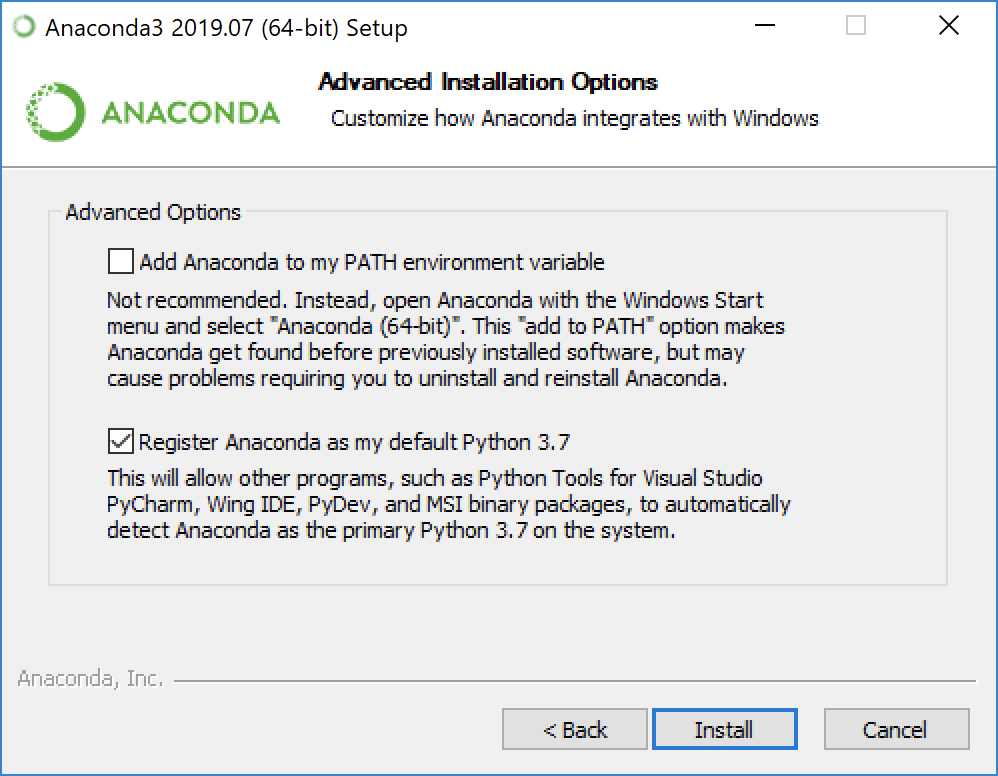 Anaconda3 2019.07 (64-bit) Setup
ANACONDA
Advanced Installation Options
Customize how Anaconda integrates with Windows
Advanced Options
Add Anaconda to my PATH environment variable
Not recommended. Instead, open Anaconda with the Windows Start
menu and select "Anaconda (64-bit)". This "add to PATH" option makes
Anaconda get found before previously installed software, but may
cause problems requiring you to uninstall and reinstall Anaconda.
Register Anaconda as my default Python 3.7
This will allow other programs, such as Python Tools for Visual Studio
PyCharm, Wing IDE, PyDev, and MSI binary packages, to automatically
detect Anaconda as the primary Python 3.7 on the system.
Anaconda, Inc.
< Back
Install
Cancel